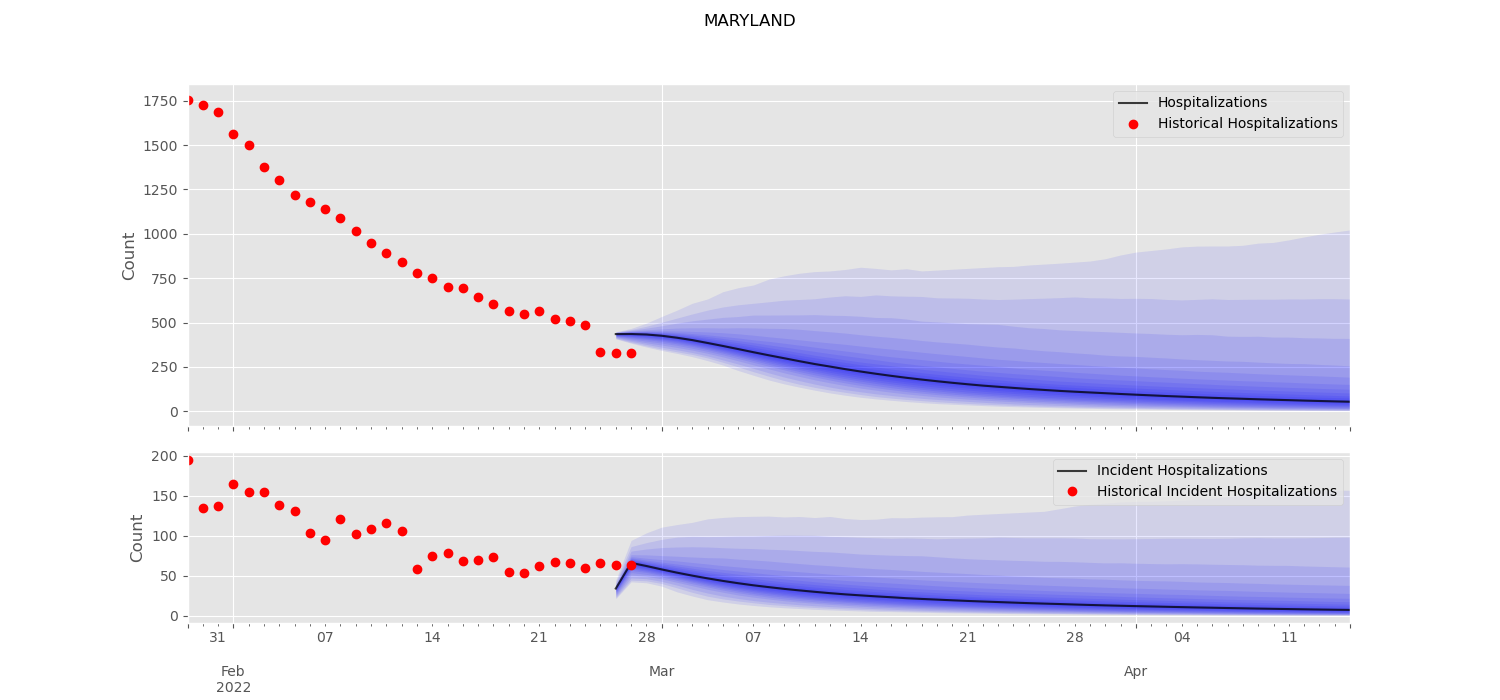 MARYLAND
Hospitalizations
Historical Hospitalizations
1750
1500
1250
1000
750
500
250
0
Count
Incident Hospitalizations
Historical Incident Hospitalizations
200
150
100
50
0
Count
31 07 14 21 28 07 14 21 28 04 11
Feb Mar Apr
2022